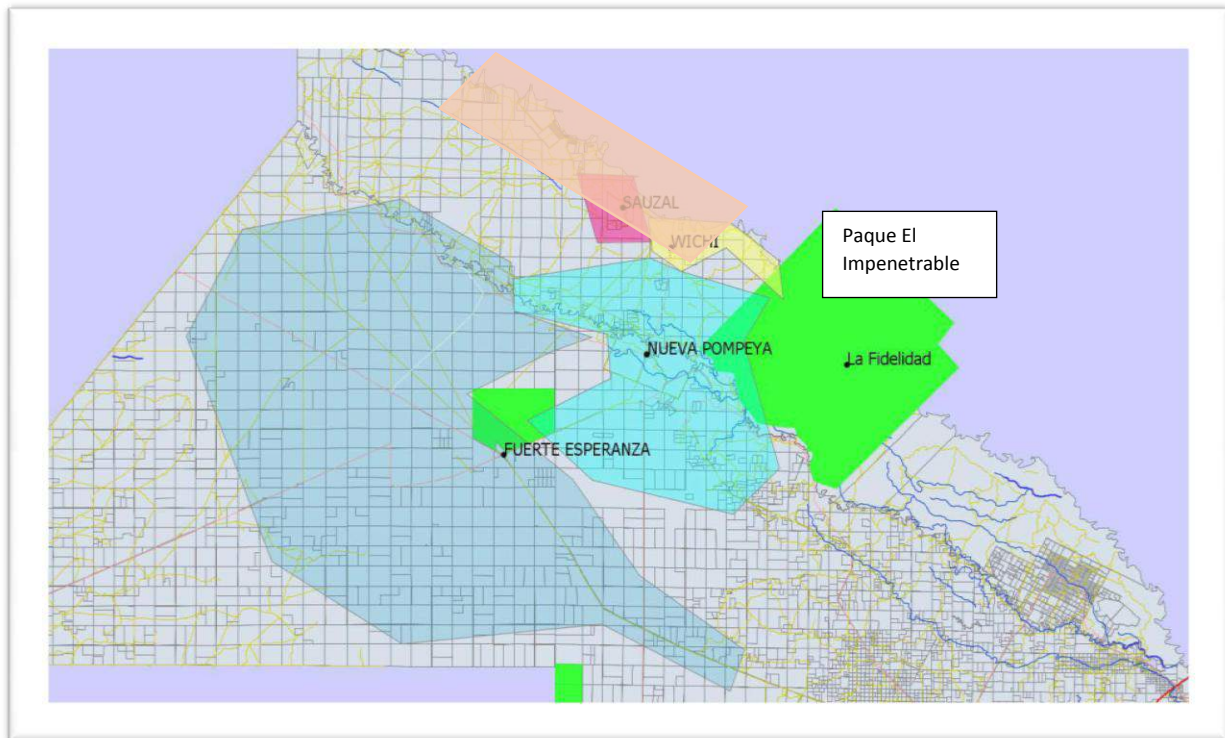 SAUZAL
WICHI
Paque El
Impenetrable
NUEVA POMPEYA
La Fidelidad
FUERTE ESPERANZA